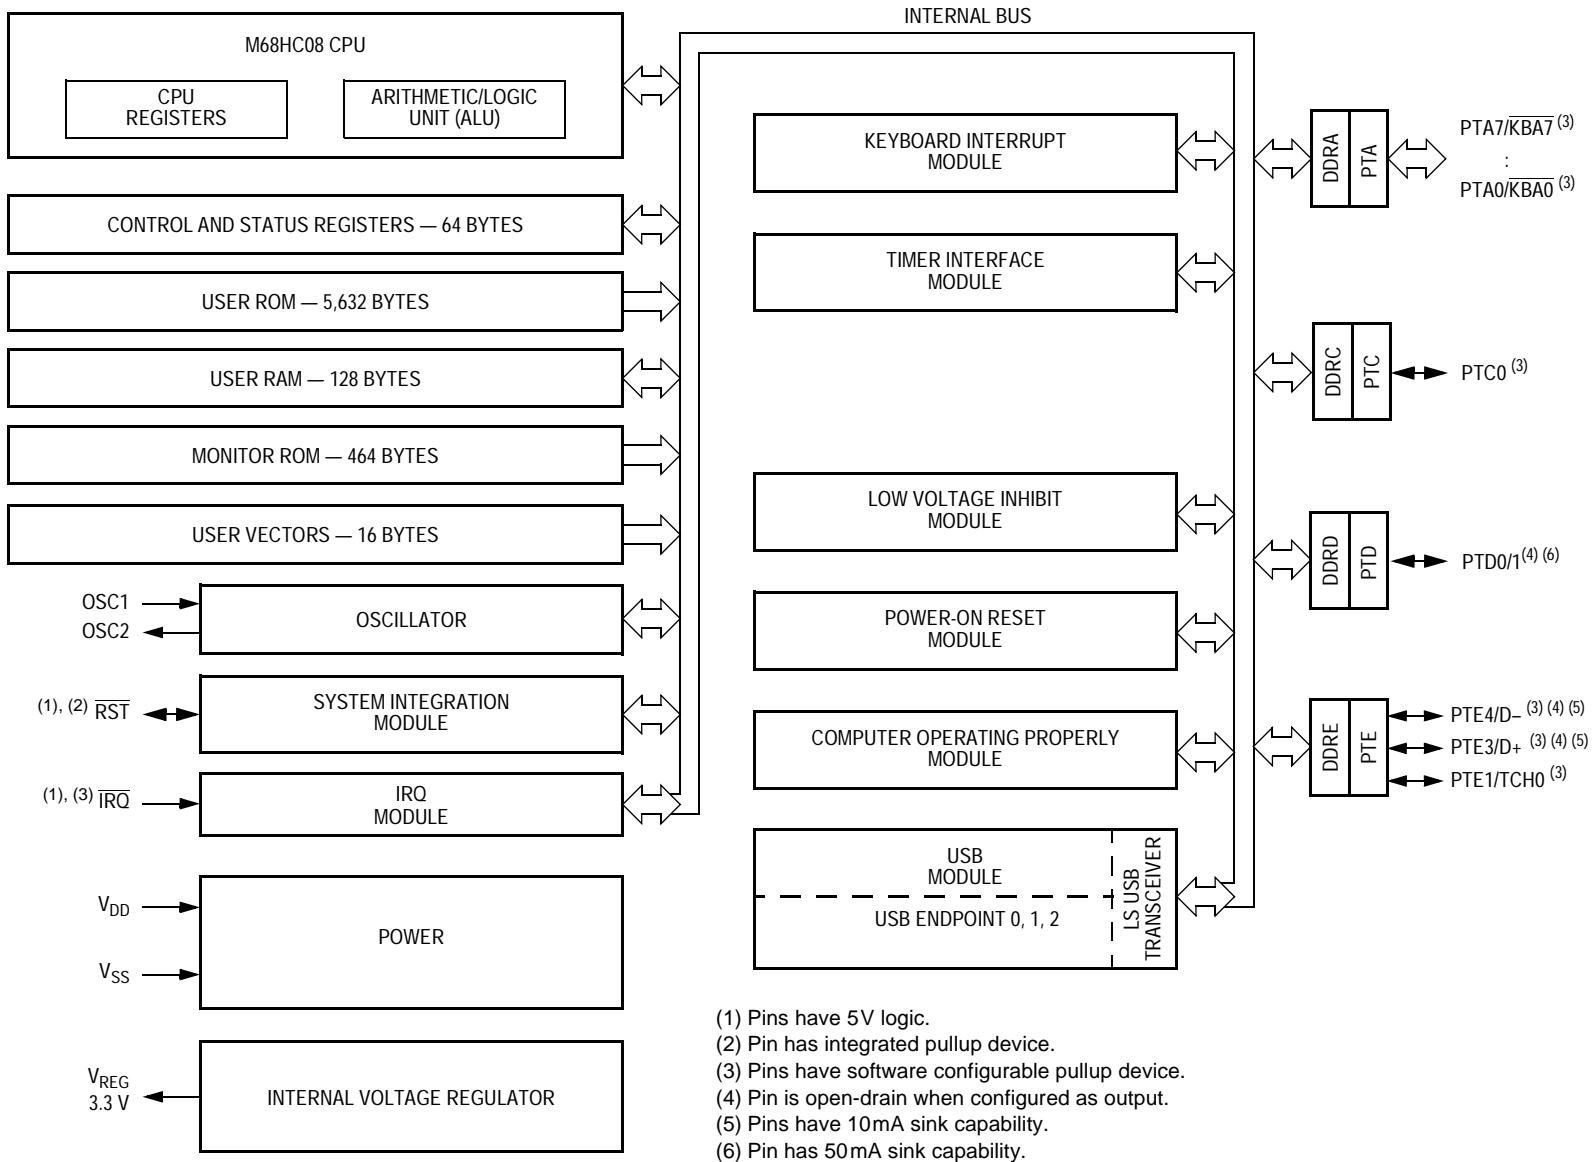 INTERNAL BUS
M68HC08 CPU
CPU
REGISTERS
ARITHMETIC/LOGIC
UNIT (ALU)
CONTROL AND STATUS REGISTERS — 64 BYTES
USER ROM — 5,632 BYTES
USER RAM — 128 BYTES
MONITOR ROM — 464 BYTES
USER VECTORS — 16 BYTES
OSC1
OSC2
OSCILLATOR
(1), (2) RST
SYSTEM INTEGRATION
MODULE
(1), (3) IRQ
IRQ
MODULE
VDD
VSS
POWER
VREG
3.3 V
INTERNAL VOLTAGE REGULATOR
KEYBOARD INTERRUPT
MODULE
TIMER INTERFACE
MODULE
LOW VOLTAGE INHIBIT
MODULE
POWER-ON RESET
MODULE
COMPUTER OPERATING PROPERLY
MODULE
USB
MODULE
USB ENDPOINT 0, 1, 2
LS USB
TRANSCEIVER
DDRA
PTA
PTA7/KBA7 (3)
:
PTA0/KBA0 (3)
DDRC
PTC
PTC0 (3)
DDRD
PTD
PTD0/1(4) (6)
DDRE
PTE
PTE4/D– (3) (4) (5)
PTE3/D+ (3) (4) (5)
PTE1/TCH0 (3)
(1) Pins have 5V logic.
(2) Pin has integrated pullup device.
(3) Pins have software configurable pullup device.
(4) Pin is open-drain when configured as output.
(5) Pins have 10mA sink capability.
(6) Pin has 50mA sink capability.